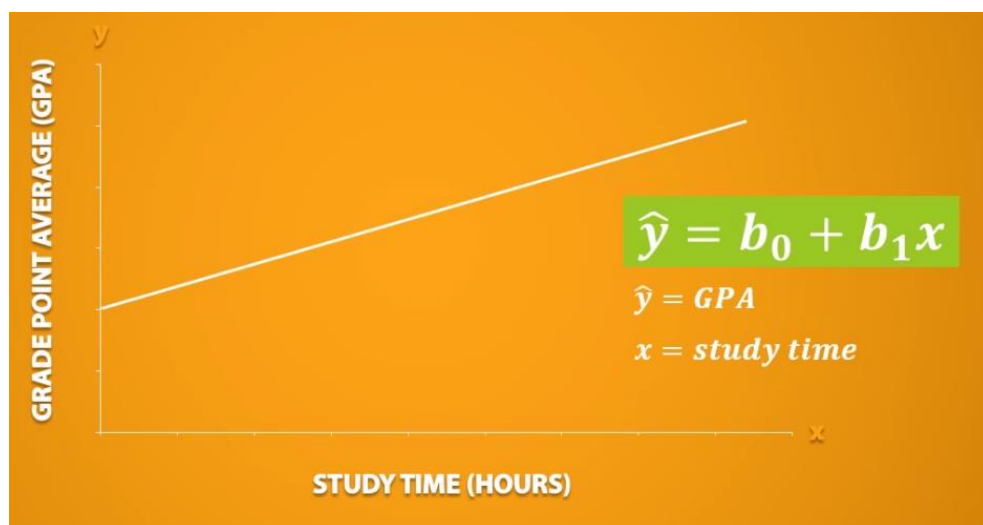 y
GRADE POINT AVERAGE (GPA)
ŷ = b₀ + b₁x
ŷ = GPA
x = study time
x
STUDY TIME (HOURS)